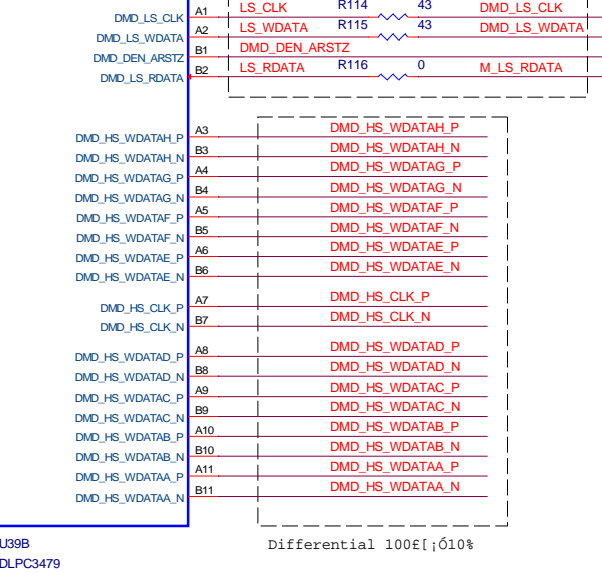 DMD_LS_CLK A1 LS_CLK R114 43 DMD_LS_CLK
DMD_LS_WDATA A2 LS_WDATA R115 43 DMD_LS_WDATA
DMD_DEN_ARSTZ B1 DMD_DEN_ARSTZ
DMD_LS_RDATA B2 LS_RDATA R116 0 M_LS_RDATA
DMD_HS_WDATAH_P A3 DMD_HS_WDATAH_P
DMD_HS_WDATAH_N B3 DMD_HS_WDATAH_N
DMD_HS_WDATAG_P A4 DMD_HS_WDATAG_P
DMD_HS_WDATAG_N B4 DMD_HS_WDATAG_N
DMD_HS_WDATAF_P A5 DMD_HS_WDATAF_P
DMD_HS_WDATAF_N B5 DMD_HS_WDATAF_N
DMD_HS_WDATAE_P A6 DMD_HS_WDATAE_P
DMD_HS_WDATAE_N B6 DMD_HS_WDATAE_N
DMD_HS_CLK_P A7 DMD_HS_CLK_P
DMD_HS_CLK_N B7 DMD_HS_CLK_N
DMD_HS_WDATAD_P A8 DMD_HS_WDATAD_P
DMD_HS_WDATAD_N B8 DMD_HS_WDATAD_N
DMD_HS_WDATAC_P A9 DMD_HS_WDATAC_P
DMD_HS_WDATAC_N B9 DMD_HS_WDATAC_N
DMD_HS_WDATAB_P A10 DMD_HS_WDATAB_P
DMD_HS_WDATAB_N B10 DMD_HS_WDATAB_N
DMD_HS_WDATAA_P A11 DMD_HS_WDATAA_P
DMD_HS_WDATAA_N B11 DMD_HS_WDATAA_N
U39B Differential 100£[¡Ó10%
DLPC3479